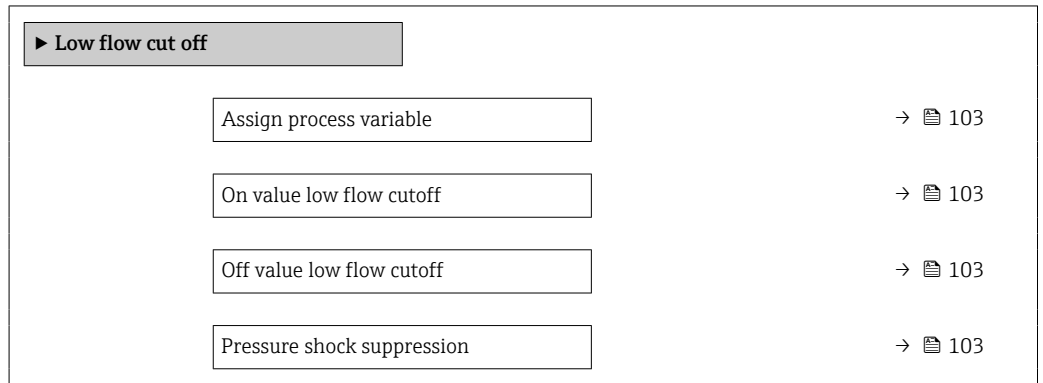 ▶ Low flow cut off
Assign process variable → 103
On value low flow cutoff → 103
Off value low flow cutoff → 103
Pressure shock suppression → 103